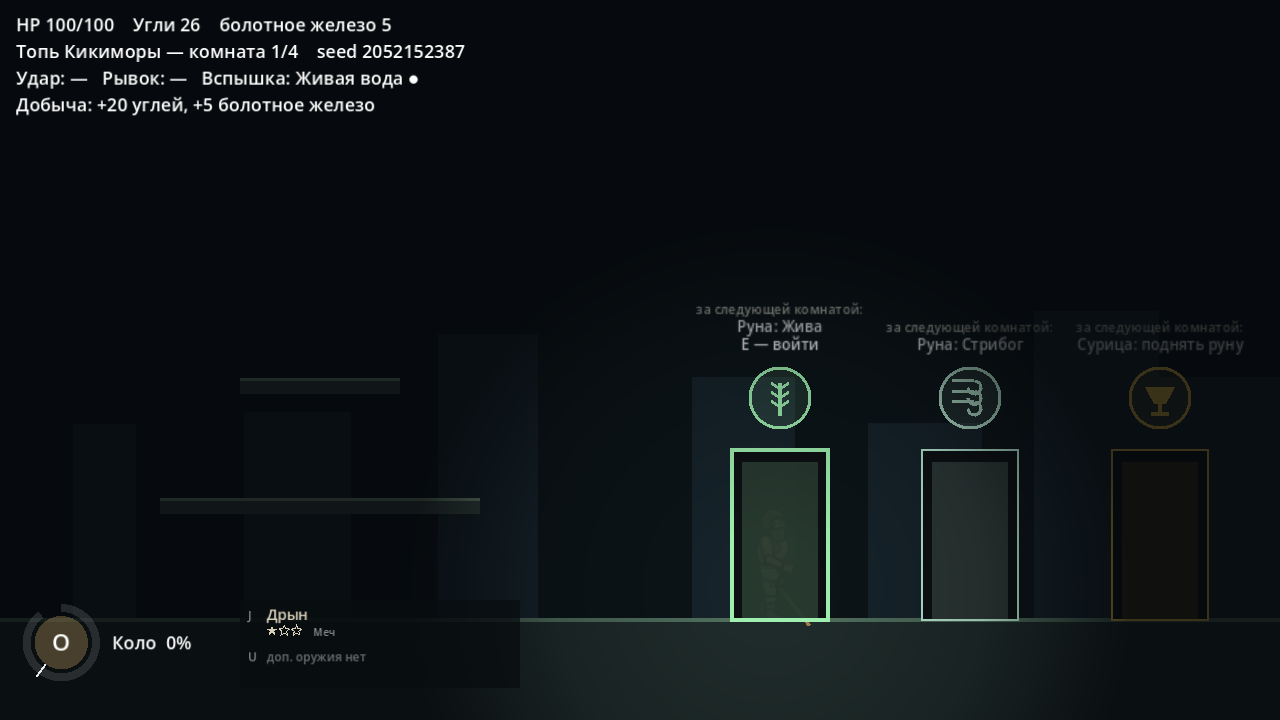 HP 100/100 Угли 26 болотное железо 5
Топь Кикиморы — комната 1/4 seed 2052152387
Удар: — Рывок: — Вспышка: Живая вода ●
Добыча: +20 углей, +5 болотное железо
за следующей комнатой:
Руна: Жива
E — войти
за следующей комнатой:
Руна: Стрибог
за следующей комнатой:
Сурица: поднять руну
J Дрын
★☆☆ Меч
U доп. оружия нет
O
Коло 0%